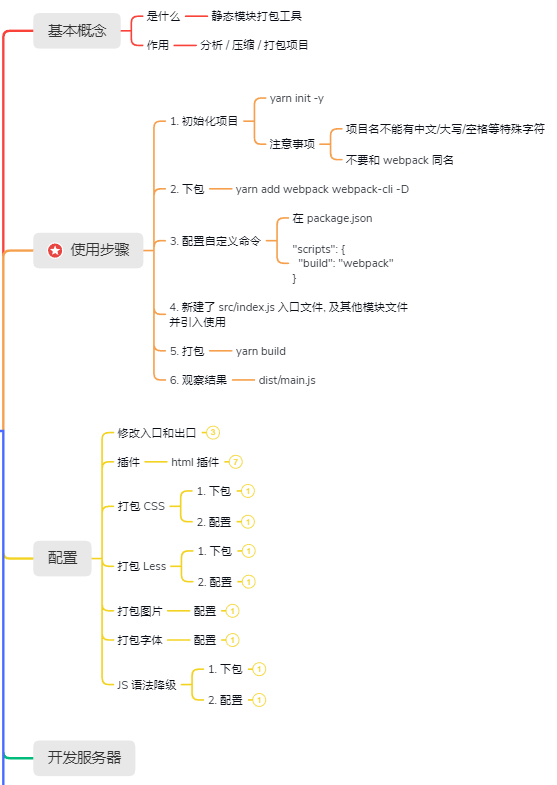 基本概念
是什么
静态模块打包工具
作用
分析 / 压缩 / 打包项目
使用步骤
1. 初始化项目
yarn init -y
注意事项
项目名不能有中文/大写/空格等特殊字符
不要和 webpack 同名
2. 下包
yarn add webpack webpack-cli -D
3. 配置自定义命令
在 package.json
"scripts": {
"build": "webpack"
}
4. 新建了 src/index.js 入口文件, 及其他模块文件
并引入使用
5. 打包
yarn build
6. 观察结果
dist/main.js
配置
修改入口和出口
3
插件
html 插件
7
打包 CSS
1. 下包
1
2. 配置
1
打包 Less
1. 下包
1
2. 配置
1
打包图片
配置
1
打包字体
配置
1
JS 语法降级
1. 下包
1
2. 配置
1
开发服务器